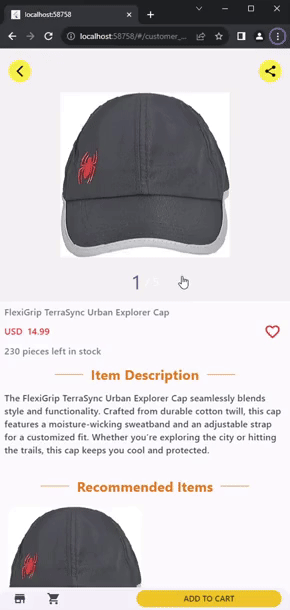 localhost:58758
localhost:58758/#/customer_...
1
FlexiGrip TerraSync Urban Explorer Cap
USD 14.99
230 pieces left in stock
Item Description
The FlexiGrip TerraSync Urban Explorer Cap seamlessly blends
style and functionality. Crafted from durable cotton twill, this cap
features a moisture-wicking sweatband and an adjustable strap
for a customized fit. Whether you're exploring the city or hitting
the trails, this cap keeps you cool and protected.
Recommended Items
ADD TO CART